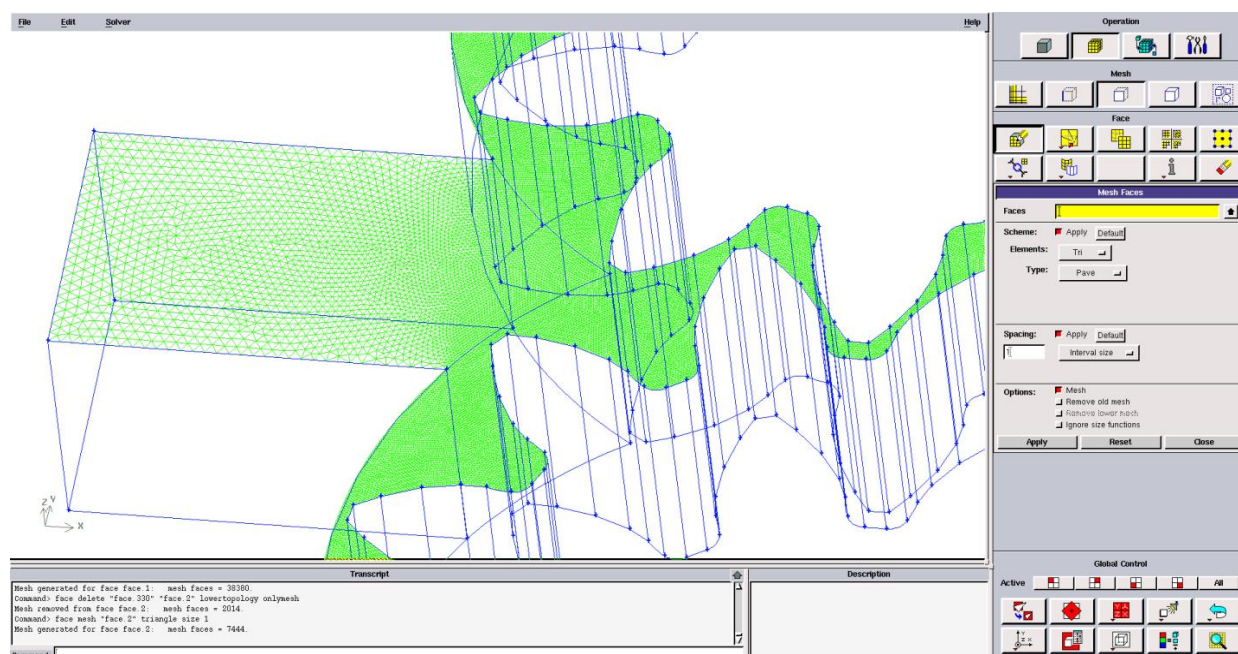 File Edit Solver Help
Operation
Mesh
Face
Mesh Faces
Faces
Scheme: Apply Default
Elements: Tri
Type: Pave
Spacing: Apply Default
1 Interval size
Options: Mesh
Remove old mesh
Remove lower mesh
Ignore size functions
Apply Reset Close
Z Y
X
Transcript Description
Mesh generated for face face.1: mesh faces = 38380.
Command> face delete "face.330" "face.2" lowertopology onlymesh
Mesh removed from face face.2: mesh faces = 2014.
Command> face mesh "face.2" triangle size 1
Mesh generated for face face.2: mesh faces = 7444.
Global Control
Active All